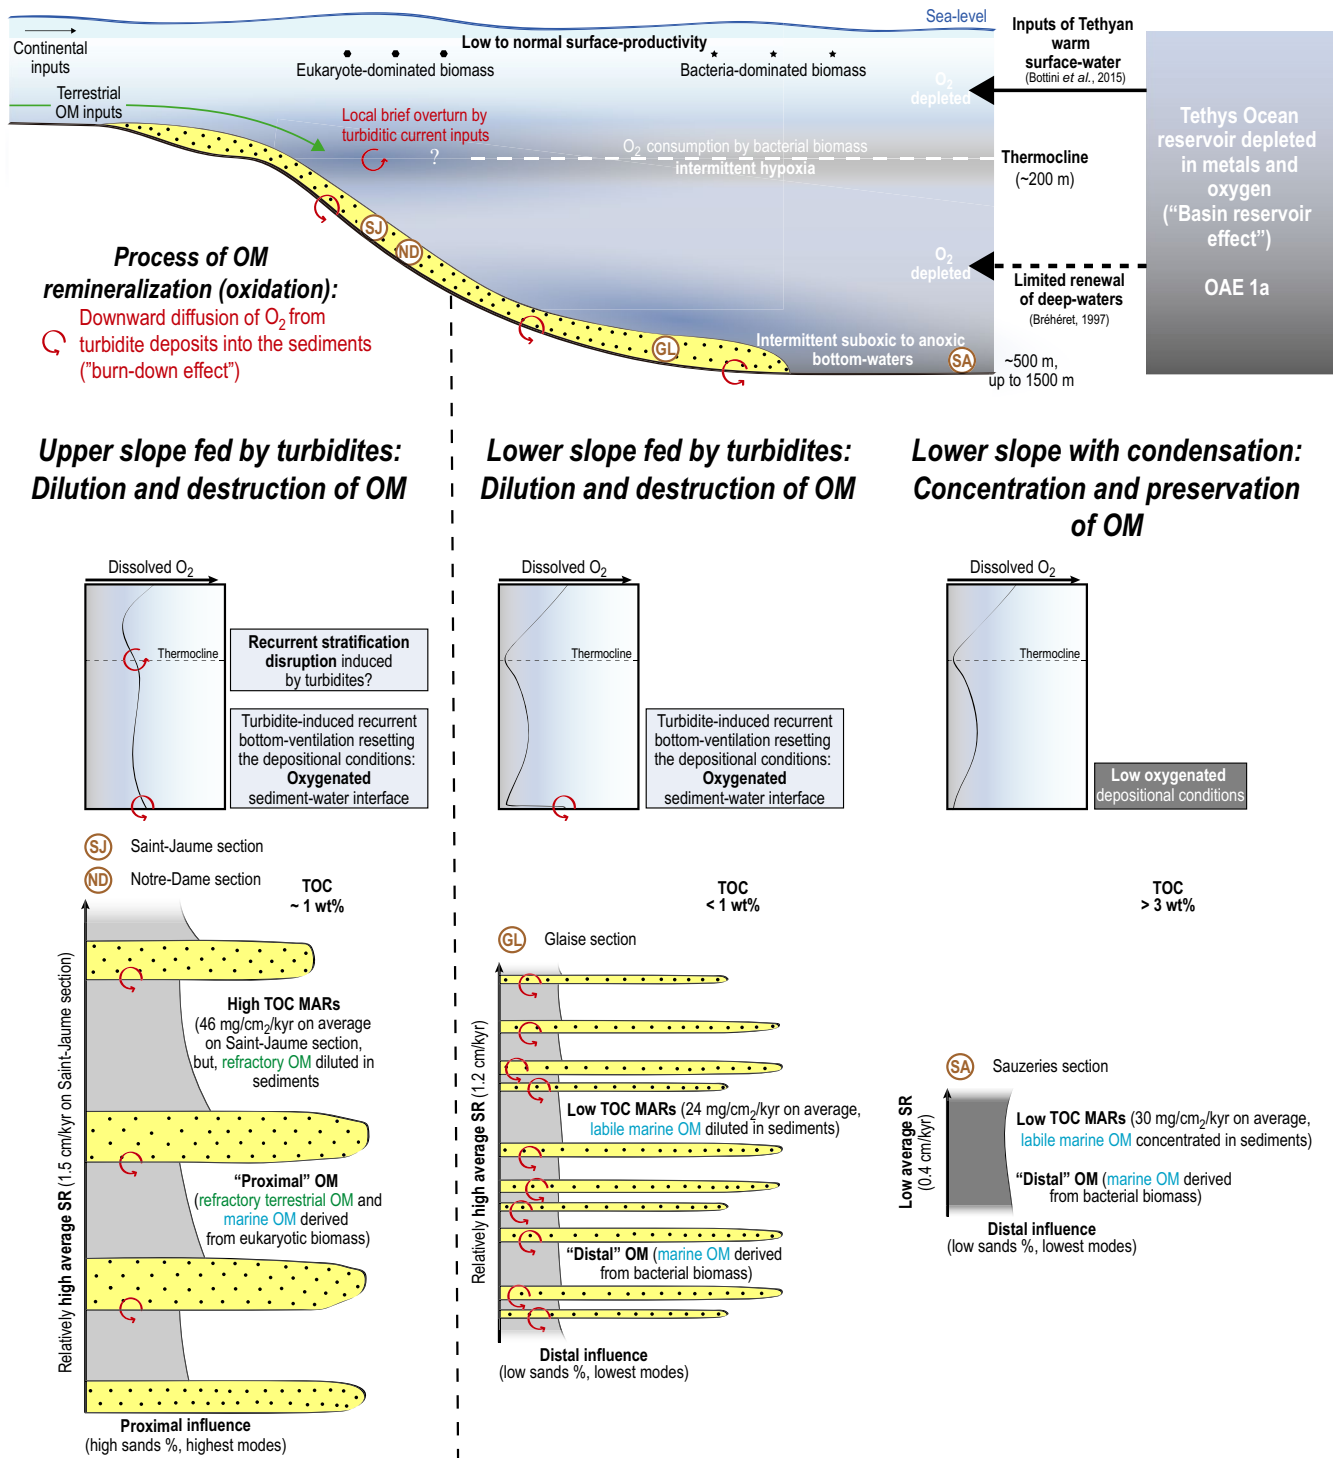 Sea-level
Continental
inputs
Low to normal surface-productivity
Eukaryote-dominated biomass
Bacteria-dominated biomass
Terrestrial
OM inputs
Local brief overturn by
turbiditic current inputs
?
O2 consumption by bacterial biomass
intermittent hypoxia
O2
depleted
Inputs of Tethyan
warm
surface-water
(Bottini et al., 2015)
Thermocline
(~200 m)
O2
depleted
Limited renewal
of deep-waters
(Bréhéret, 1997)
Tethys Ocean
reservoir depleted
in metals and
oxygen
(“Basin reservoir
effect”)
OAE 1a
SJ
ND
GL
SA
Intermittent suboxic to anoxic
bottom-waters
~500 m,
up to 1500 m
Process of OM
remineralization (oxidation):
Downward diffusion of O2 from
turbidite deposits into the sediments
("burn-down effect")
Upper slope fed by turbidites:
Dilution and destruction of OM
Dissolved O2
Thermocline
Recurrent stratification
disruption induced
by turbidites?
Turbidite-induced recurrent
bottom-ventilation resetting
the depositional conditions:
Oxygenated
sediment-water interface
SJ Saint-Jaume section
ND Notre-Dame section
TOC
~ 1 wt%
Relatively high average SR (1.5 cm/kyr on Saint-Jaume section)
High TOC MARs
(46 mg/cm2/kyr on average
on Saint-Jaume section,
but, refractory OM diluted in
sediments
“Proximal” OM
(refractory terrestrial OM and
marine OM derived
from eukaryotic biomass)
Proximal influence
(high sands %, highest modes)
Lower slope fed by turbidites:
Dilution and destruction of OM
Dissolved O2
Thermocline
Turbidite-induced recurrent
bottom-ventilation resetting
the depositional conditions:
Oxygenated
sediment-water interface
TOC
< 1 wt%
GL Glaise section
Relatively high average SR (1.2 cm/kyr)
Low TOC MARs (24 mg/cm2/kyr on average,
labile marine OM diluted in sediments)
“Distal” OM (marine OM derived
from bacterial biomass)
Distal influence
(low sands %, lowest modes)
Lower slope with condensation:
Concentration and preservation
of OM
Dissolved O2
Thermocline
Low oxygenated
depositional conditions
TOC
> 3 wt%
SA Sauzeries section
Low average SR
(0.4 cm/kyr)
Low TOC MARs (30 mg/cm2/kyr on average,
labile marine OM concentrated in sediments)
“Distal” OM (marine OM derived
from bacterial biomass)
Distal influence
(low sands %, lowest modes)